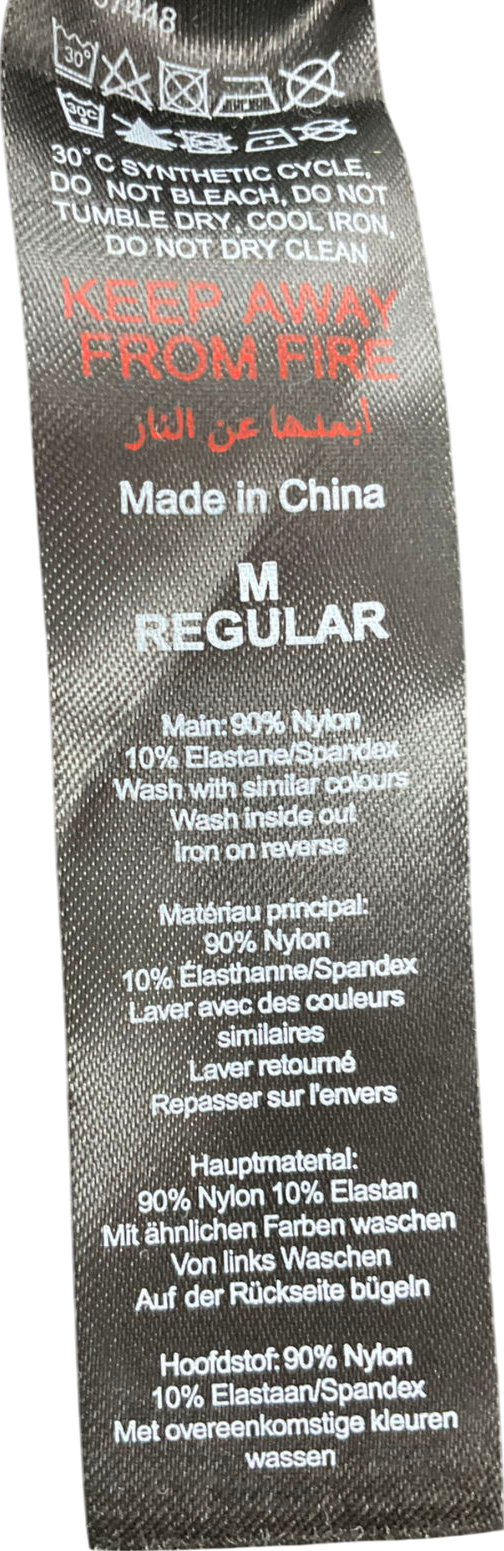 30°
30C
30°C SYNTHETIC CYCLE,
DO NOT BLEACH, DO NOT
TUMBLE DRY, COOL IRON,
DO NOT DRY CLEAN
KEEP AWAY
FROM FIRE
أبعدها عن النار
Made in China
M
REGULAR
Main: 90% Nylon
10% Elastane/Spandex
Wash with similar colours
Wash inside out
Iron on reverse
Matériau principal:
90% Nylon
10% Élasthanne/Spandex
Laver avec des couleurs
similaires
Laver retourné
Repasser sur l'envers
Hauptmaterial:
90% Nylon 10% Elastan
Mit ähnlichen Farben waschen
Von links Waschen
Auf der Rückseite bügeln
Hoofdstof: 90% Nylon
10% Elastaan/Spandex
Met overeenkomstige kleuren
wassen